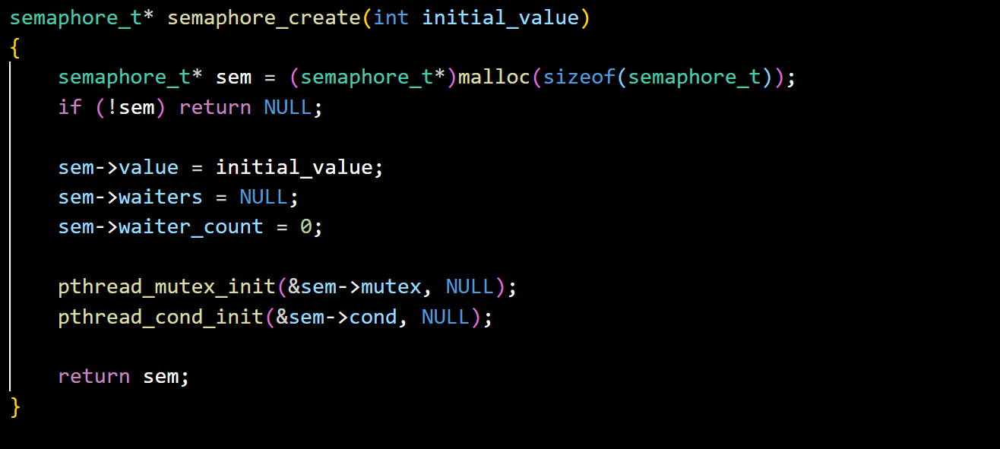 semaphore_t* semaphore_create(int initial_value)
{
    semaphore_t* sem = (semaphore_t*)malloc(sizeof(semaphore_t));
    if (!sem) return NULL;

    sem->value = initial_value;
    sem->waiters = NULL;
    sem->waiter_count = 0;

    pthread_mutex_init(&sem->mutex, NULL);
    pthread_cond_init(&sem->cond, NULL);

    return sem;
}